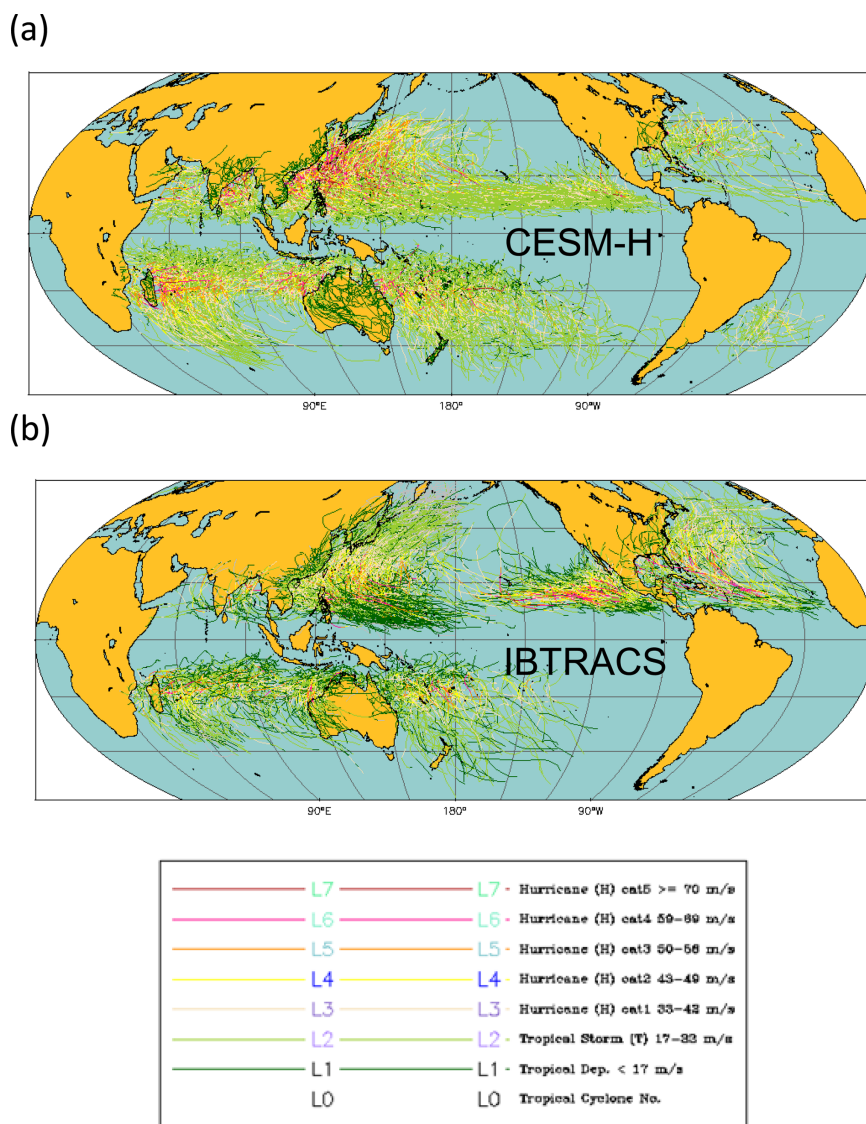 (a)
CESM-H
90°E 180° 90°W
(b)
IBTRACS
90°E 180° 90°W
L7 L7 Hurricane (H) cat5 >= 70 m/s
L6 L6 Hurricane (H) cat4 59-69 m/s
L5 L5 Hurricane (H) cat3 50-58 m/s
L4 L4 Hurricane (H) cat2 43-49 m/s
L3 L3 Hurricane (H) cat1 33-42 m/s
L2 L2 Tropical Storm (T) 17-32 m/s
L1 L1 Tropical Dep. < 17 m/s
L0 L0 Tropical Cyclone No.